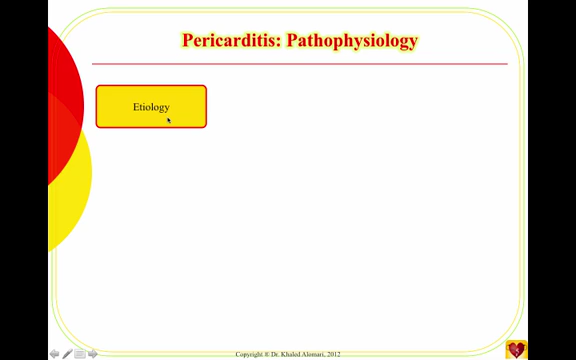 Pericarditis: Pathophysiology
Etiology
Copyright ® Dr. Khaled Alomari, 2012